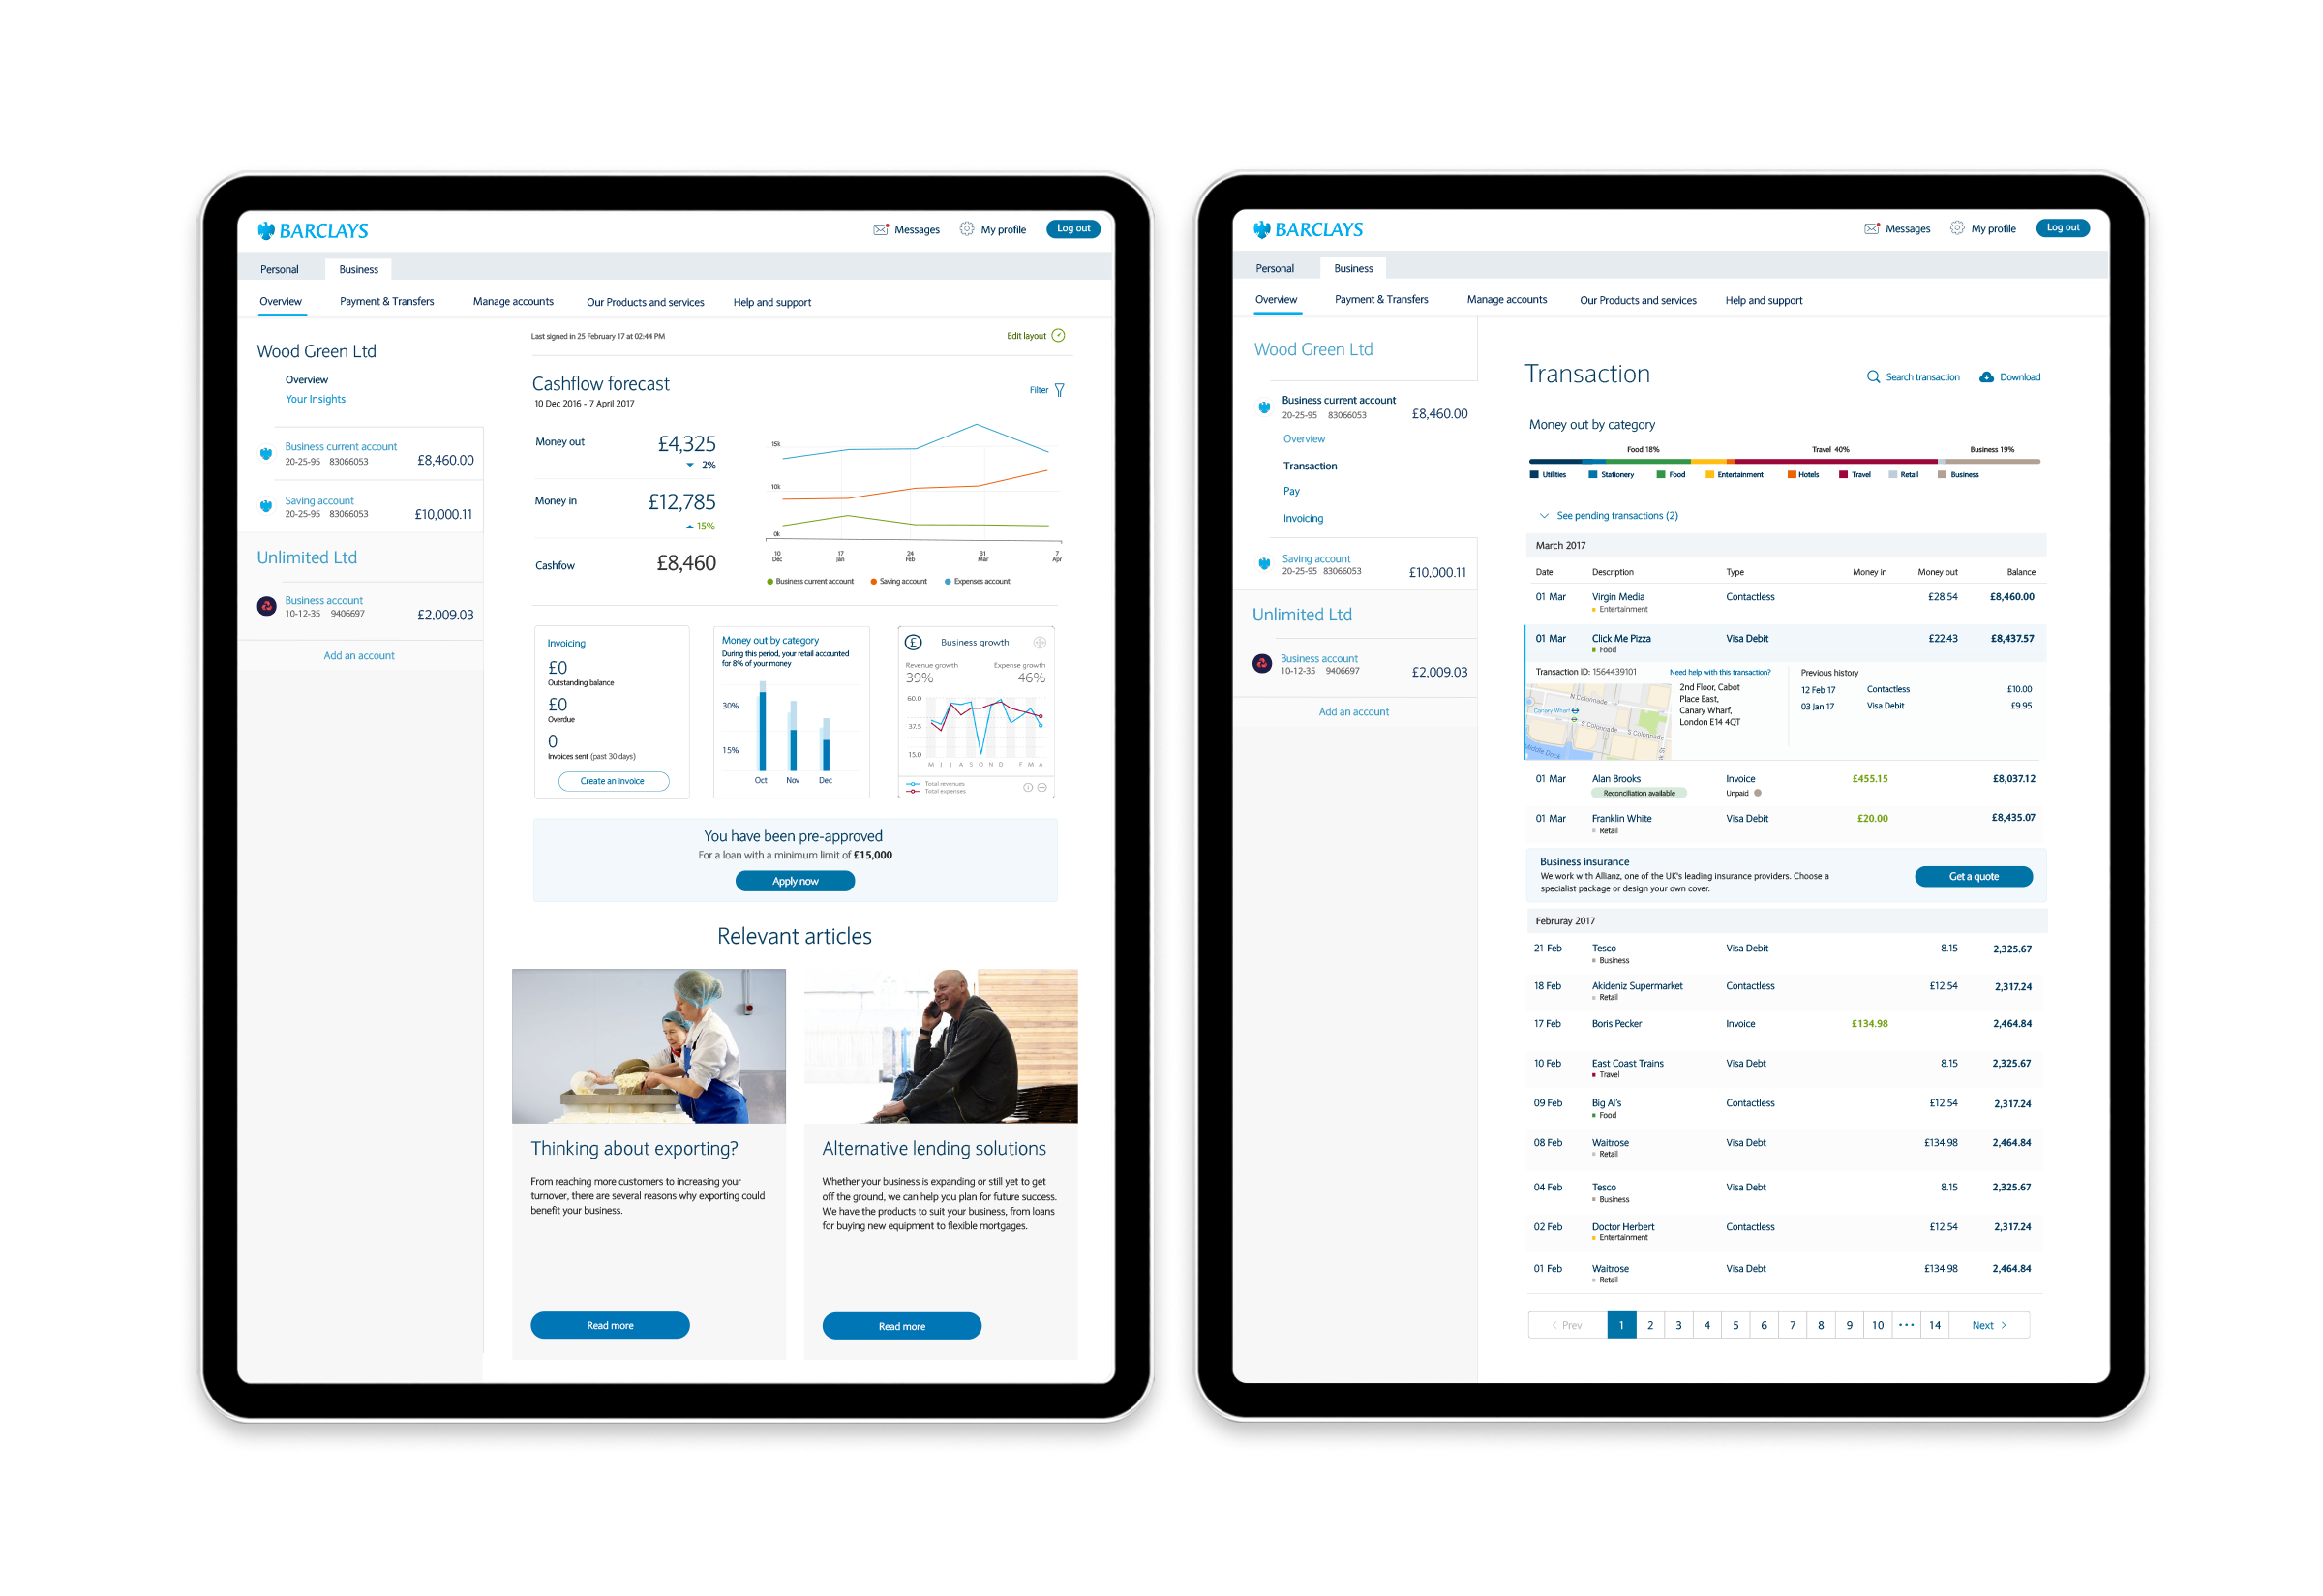 BARCLAYS
Messages
My profile
Log out
Personal
Business
Overview
Payment & Transfers
Manage accounts
Our Products and services
Help and support
Wood Green Ltd
Overview
Your Insights
Business current account
20-25-95 83066053
£8,460.00
Saving account
20-25-95 83066053
£10,000.11
Unlimited Ltd
Business account
10-12-35 9406697
£2,009.03
Add an account
Last signed in 25 February 17 at 02:44 PM
Edit layout
Cashflow forecast
10 Dec 2016 - 7 April 2017
Filter
Money out
£4,325
2%
Money in
£12,785
15%
Cashfow
£8,460
15k
10k
0k
10 Dec
17 Jan
24 Feb
31 Mar
7 Apr
Business current account
Saving account
Expenses account
Invoicing
£0
Outstanding balance
£0
Overdue
0
Invoices sent (past 30 days)
Create an invoice
Money out by category
During this period, your retail accounted
for 8% of your money
30%
15%
Oct
Nov
Dec
£
Business growth
Revenue growth
39%
Expense growth
46%
60.0
37.5
15.0
M J J A S O N D J F M A
Total revenues
Total expenses
You have been pre-approved
For a loan with a minimum limit of £15,000
Apply now
Relevant articles
Thinking about exporting?
From reaching more customers to increasing your
turnover, there are several reasons why exporting could
benefit your business.
Read more
Alternative lending solutions
Whether your business is expanding or still yet to get
off the ground, we can help you plan for future success.
We have the products to suit your business, from loans
for buying new equipment to flexible mortgages.
Read more
BARCLAYS
Messages
My profile
Log out
Personal
Business
Overview
Payment & Transfers
Manage accounts
Our Products and services
Help and support
Wood Green Ltd
Business current account
20-25-95 83066053
£8,460.00
Overview
Transaction
Pay
Invoicing
Saving account
20-25-95 83066053
£10,000.11
Unlimited Ltd
Business account
10-12-35 9406697
£2,009.03
Add an account
Transaction
Search transaction
Download
Money out by category
Food 18%
Travel 40%
Business 19%
Utilities
Stationery
Food
Entertainment
Hotels
Travel
Retail
Business
See pending transactions (2)
March 2017
Date Description Type Money in Money out Balance
01 Mar Virgin Media Contactless £28.54 £8,460.00
Entertainment
01 Mar Click Me Pizza Visa Debit £22.43 £8,437.57
Food
Transaction ID: 1564439101
Need help with this transaction?
N Colonnade
Canary Wharf
S Colonnade
S Colonnade
Middle Dock
2nd Floor, Cabot
Place East,
Canary Wharf,
London E14 4QT
Previous history
12 Feb 17 Contactless £10.00
03 Jan 17 Visa Debit £9.95
01 Mar Alan Brooks Invoice £455.15 £8,037.12
Reconciliation available Unpaid
01 Mar Franklin White Visa Debit £20.00 £8,435.07
Retail
Business insurance
We work with Allianz, one of the UK's leading insurance providers. Choose a
specialist package or design your own cover.
Get a quote
Februray 2017
21 Feb Tesco Visa Debit 8.15 2,325.67
Business
18 Feb Akideniz Supermarket Contactless £12.54 2,317.24
Retail
17 Feb Boris Pecker Invoice £134.98 2,464.84
10 Feb East Coast Trains Visa Debt 8.15 2,325.67
Travel
09 Feb Big Al's Contactless £12.54 2,317.24
Food
08 Feb Waitrose Visa Debt £134.98 2,464.84
Retail
04 Feb Tesco Visa Debt 8.15 2,325.67
Business
02 Feb Doctor Herbert Contactless £12.54 2,317.24
Entertainment
01 Feb Waitrose Visa Debt £134.98 2,464.84
Retail
Prev 1 2 3 4 5 6 7 8 9 10 ••• 14 Next